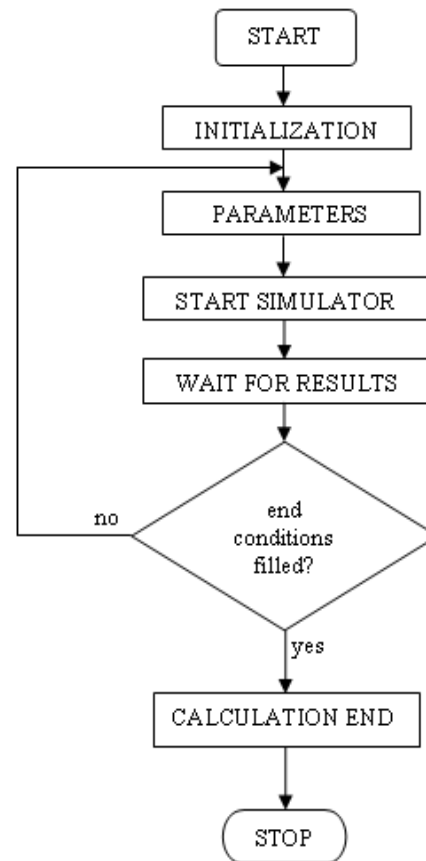 START
INITIALIZATION
PARAMETERS
START SIMULATOR
WAIT FOR RESULTS
no
end
conditions
filled?
yes
CALCULATION END
STOP